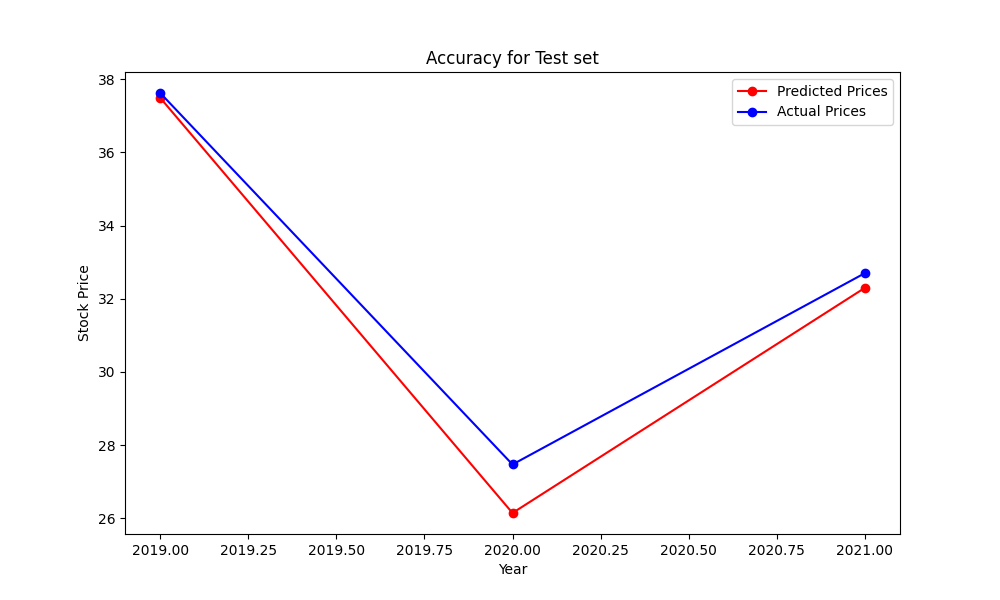 Accuracy for Test set
Predicted Prices
Actual Prices
38
36
34
32
30
28
26
Stock Price
2019.00 2019.25 2019.50 2019.75 2020.00 2020.25 2020.50 2020.75 2021.00
Year